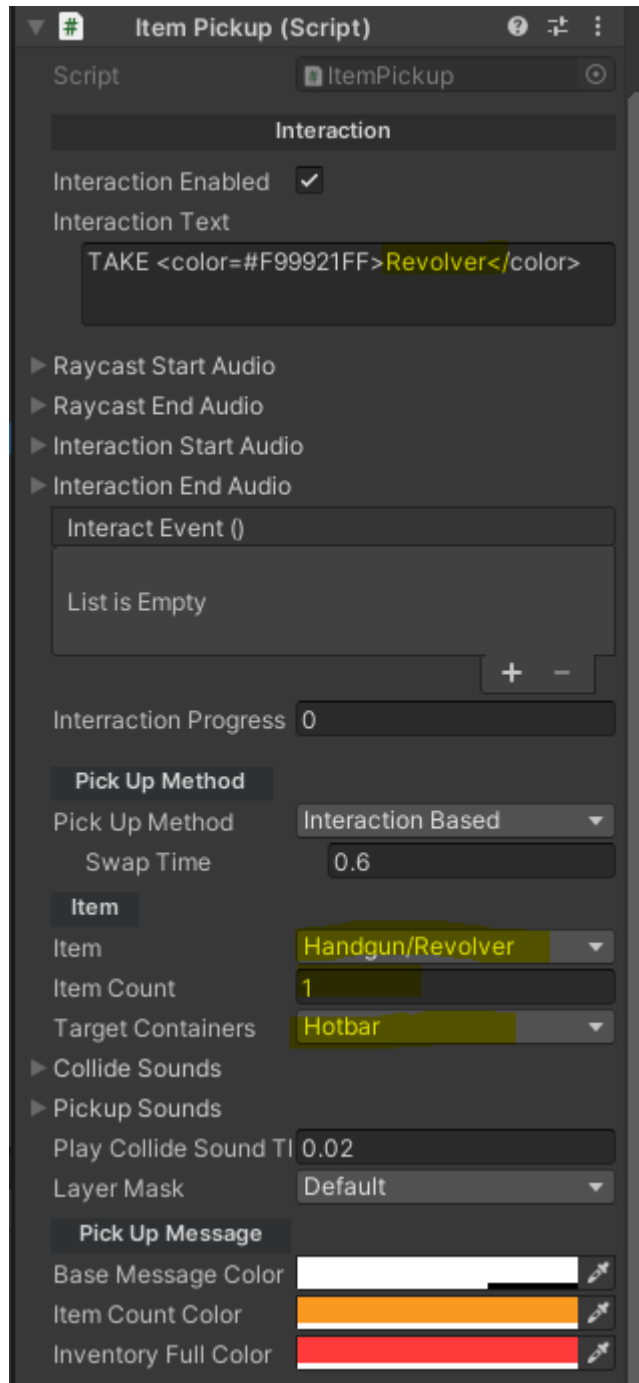 # Item Pickup (Script)
Script ItemPickup
Interaction
Interaction Enabled
Interaction Text
TAKE <color=#F99921FF>Revolver</color>
Raycast Start Audio
Raycast End Audio
Interaction Start Audio
Interaction End Audio
Interact Event ()
List is Empty
+ −
Interraction Progress 0
Pick Up Method
Pick Up Method Interaction Based
Swap Time 0.6
Item
Item Handgun/Revolver
Item Count 1
Target Containers Hotbar
Collide Sounds
Pickup Sounds
Play Collide Sound Tl 0.02
Layer Mask Default
Pick Up Message
Base Message Color
Item Count Color
Inventory Full Color